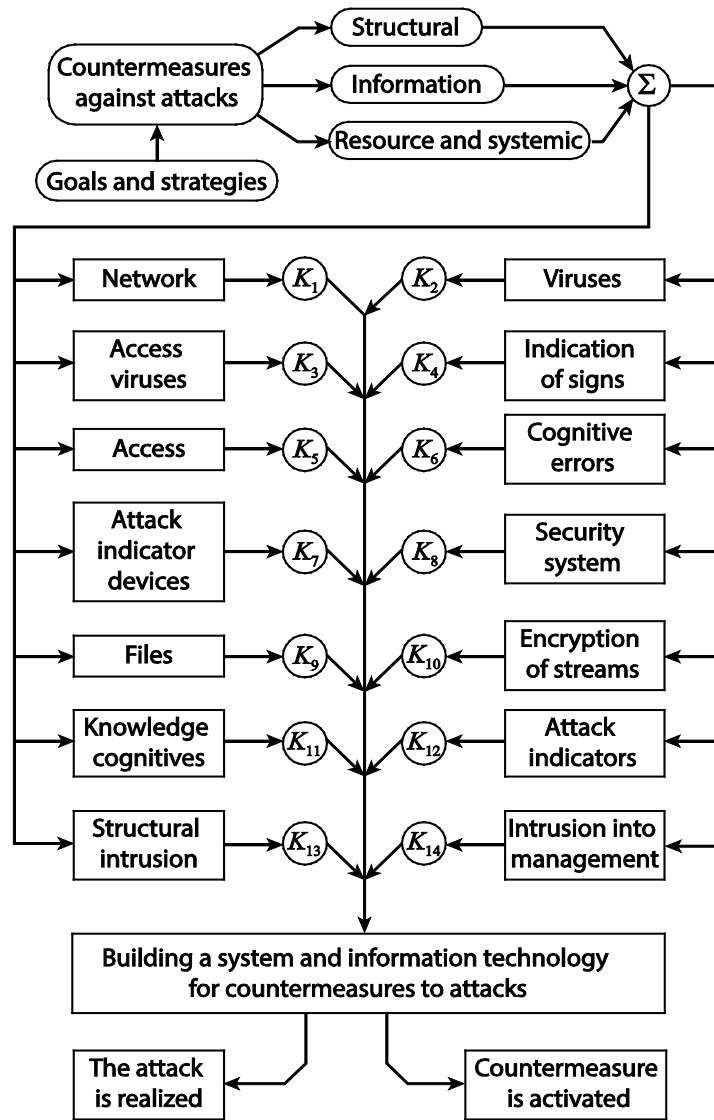 Structural
Countermeasures
against attacks
Information
Σ
Resource and systemic
Goals and strategies
Network
K1
K2
Viruses
Access
viruses
K3
K4
Indication
of signs
Access
K5
K6
Cognitive
errors
Attack
indicator
devices
K7
K8
Security
system
Files
K9
K10
Encryption
of streams
Knowledge
cognitives
K11
K12
Attack
indicators
Structural
intrusion
K13
K14
Intrusion into
management
Building a system and information technology
for countermeasures to attacks
The attack
is realized
Countermeasure
is activated